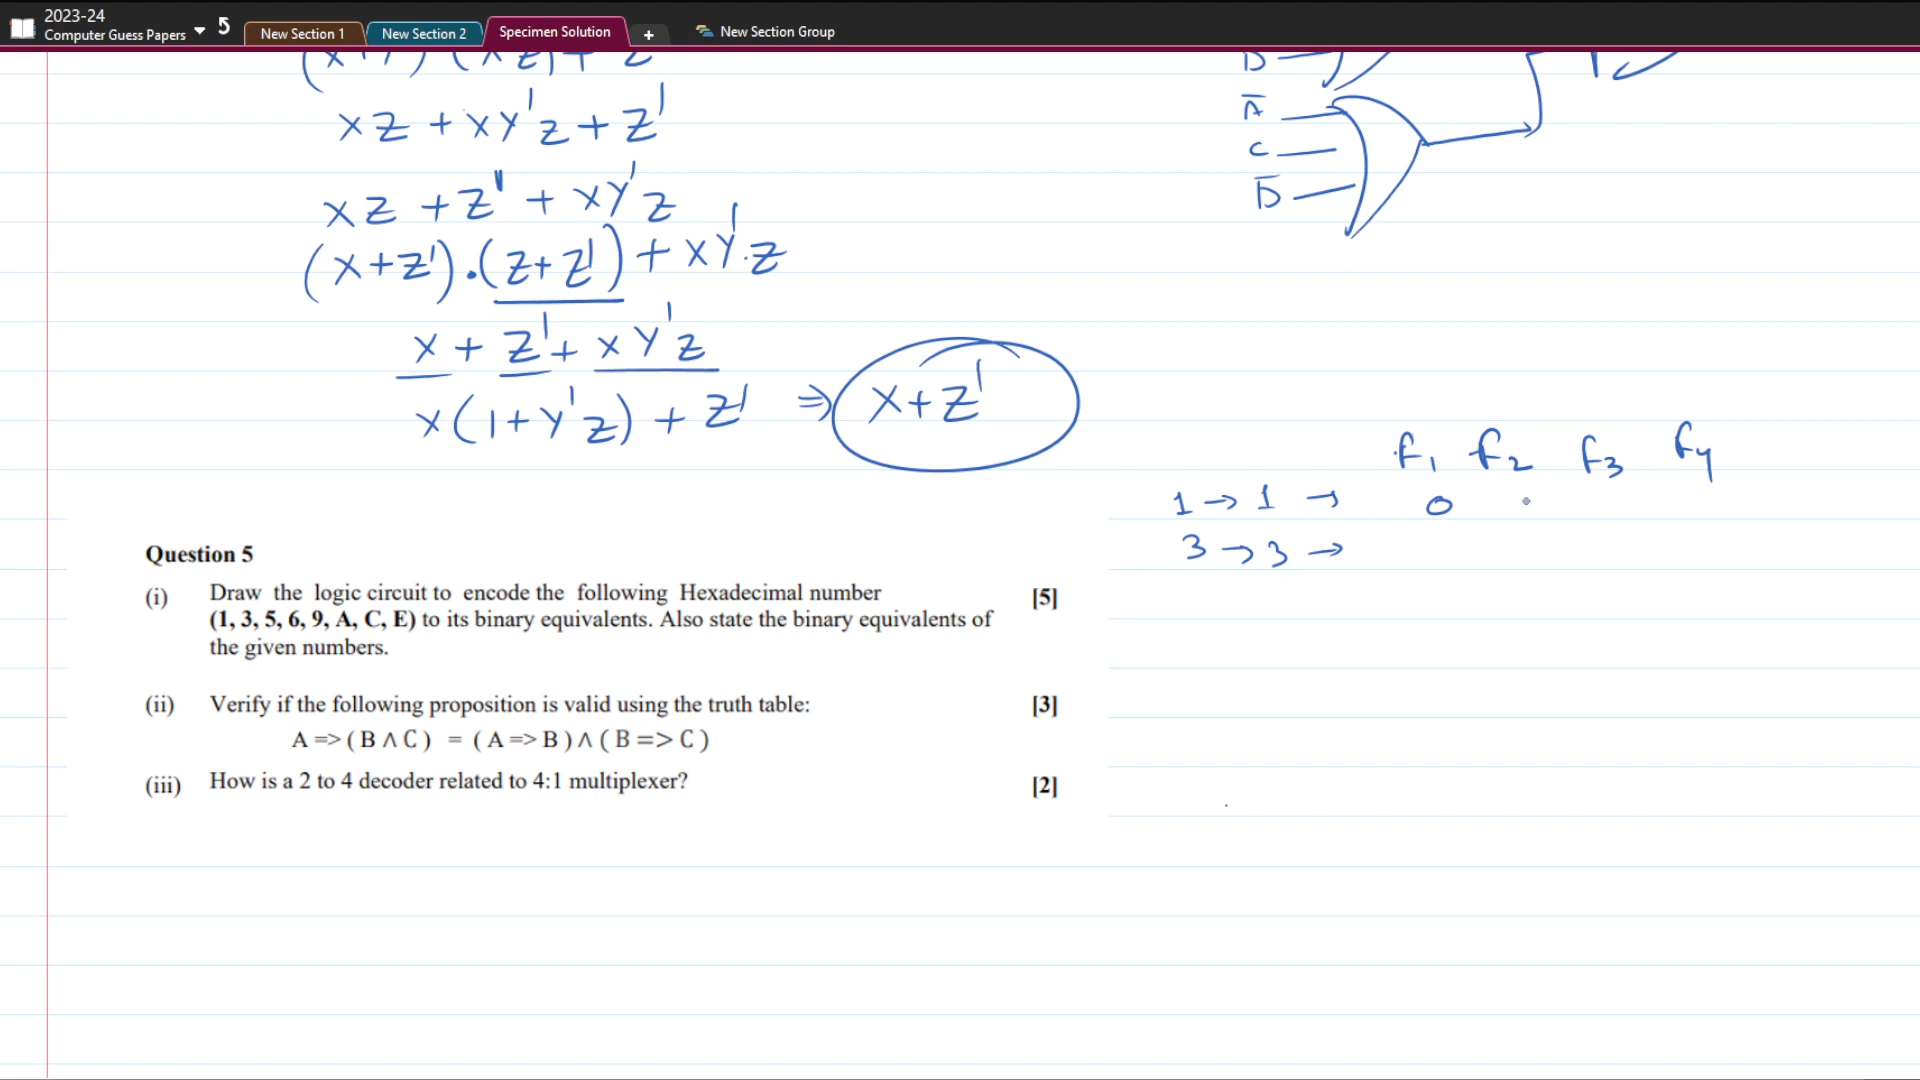 2023-24
Computer Guess Papers
New Section 1
New Section 2
Specimen Solution
+
New Section Group
xz + xy'z + z'
xz + z' + xy'z
(x+z').(z+z') + xy'.z
x + z' + xy'z
x(1+y'z) + z' ⇒ x+z'
D
A̅
C
D̅
f₁ f₂ f₃ f₄
1 → 1 → 0
3 → 3 →
Question 5
(i) Draw the logic circuit to encode the following Hexadecimal number [5]
(1, 3, 5, 6, 9, A, C, E) to its binary equivalents. Also state the binary equivalents of
the given numbers.
(ii) Verify if the following proposition is valid using the truth table: [3]
A => ( B ∧ C ) = ( A => B ) ∧ ( B => C )
(iii) How is a 2 to 4 decoder related to 4:1 multiplexer? [2]